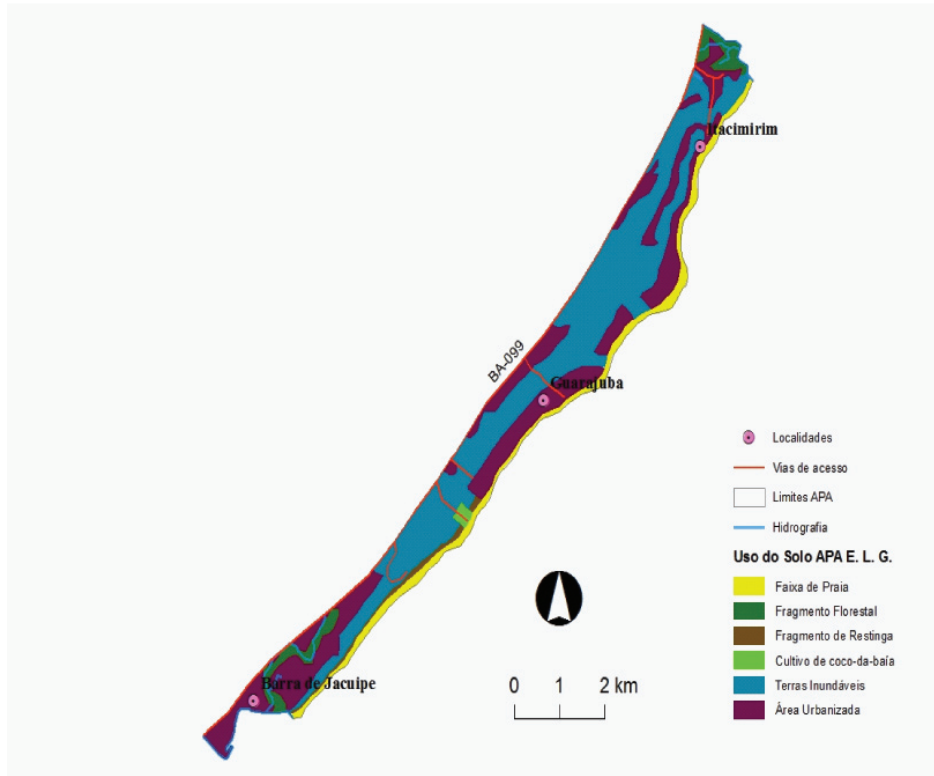 Itacimirim
BA-099
Guarajuba
Barra de Jacuipe
0 1 2 km
Localidades
Vias de acesso
Limites APA
Hidrografia
Uso do Solo APA E. L. G.
Faixa de Praia
Fragmento Florestal
Fragmento de Restinga
Cultivo de coco-da-baía
Terras Inundáveis
Área Urbanizada